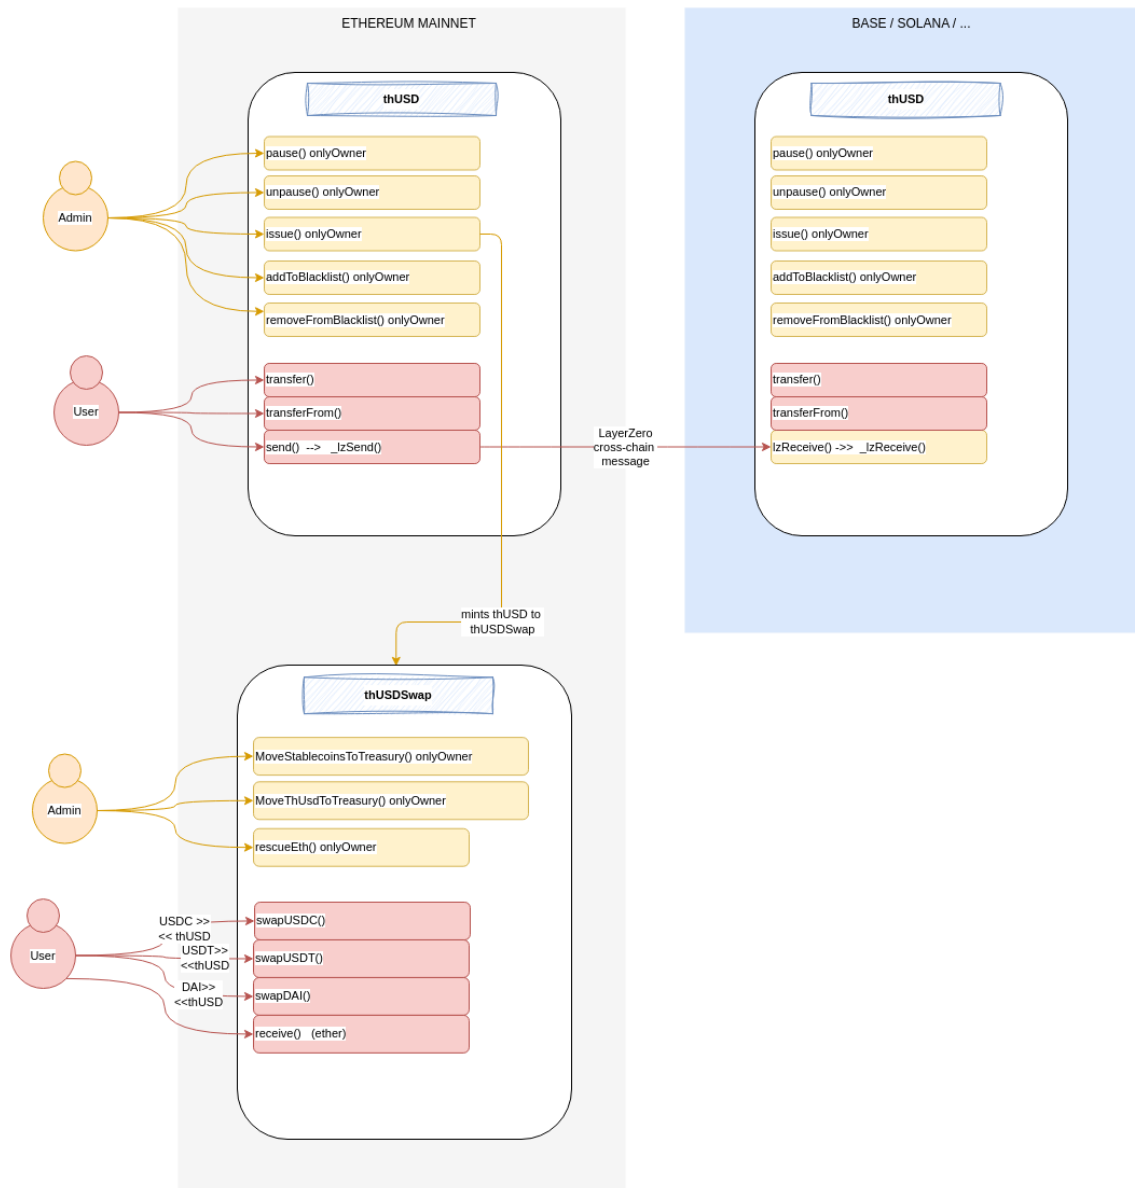 ETHEREUM MAINNET
BASE / SOLANA / ...
thUSD
pause() onlyOwner
unpause() onlyOwner
issue() onlyOwner
addToBlacklist() onlyOwner
removeFromBlacklist() onlyOwner
transfer()
transferFrom()
send()  -->   _lzSend()
Admin
User
LayerZero
cross-chain
message
thUSD
pause() onlyOwner
unpause() onlyOwner
issue() onlyOwner
addToBlacklist() onlyOwner
removeFromBlacklist() onlyOwner
transfer()
transferFrom()
lzReceive() ->>  _lzReceive()
mints thUSD to
thUSDSwap
thUSDSwap
MoveStablecoinsToTreasury() onlyOwner
MoveThUsdToTreasury() onlyOwner
rescueEth() onlyOwner
Admin
User
USDC >>
<< thUSD
USDT>>
<<thUSD
DAI>>
<<thUSD
swapUSDC()
swapUSDT()
swapDAI()
receive()   (ether)